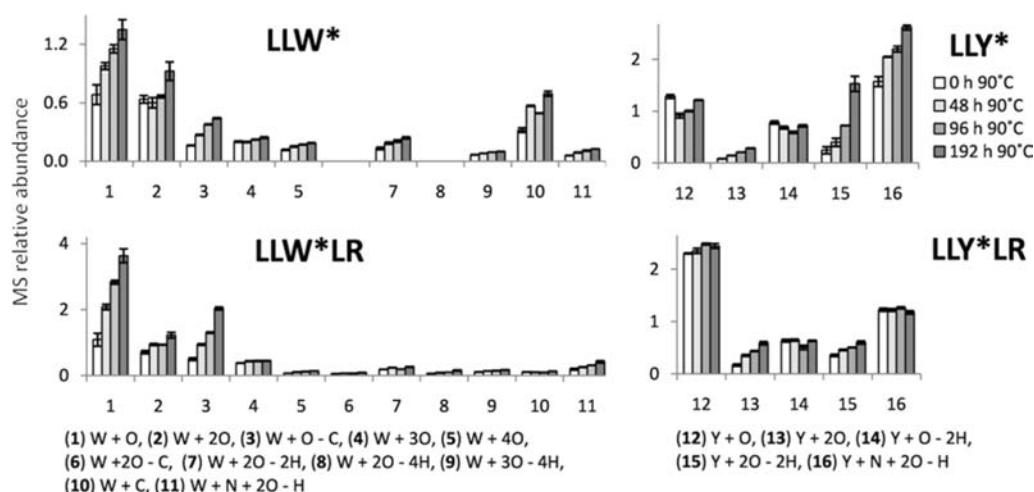 MS relative abundance
LLW*
1.2
0.6
0.0
1 2 3 4 5 7 8 9 10 11
LLY*
2
1
0
12 13 14 15 16
0 h 90˚C
48 h 90˚C
96 h 90˚C
192 h 90˚C
LLW*LR
4
2
0
1 2 3 4 5 6 7 8 9 10 11
LLY*LR
2
1
0
12 13 14 15 16
(1) W + O, (2) W + 2O, (3) W + O - C, (4) W + 3O, (5) W + 4O,
(6) W +2O - C, (7) W + 2O - 2H, (8) W + 2O - 4H, (9) W + 3O - 4H,
(10) W + C, (11) W + N + 2O - H
(12) Y + O, (13) Y + 2O, (14) Y + O - 2H,
(15) Y + 2O - 2H, (16) Y + N + 2O - H